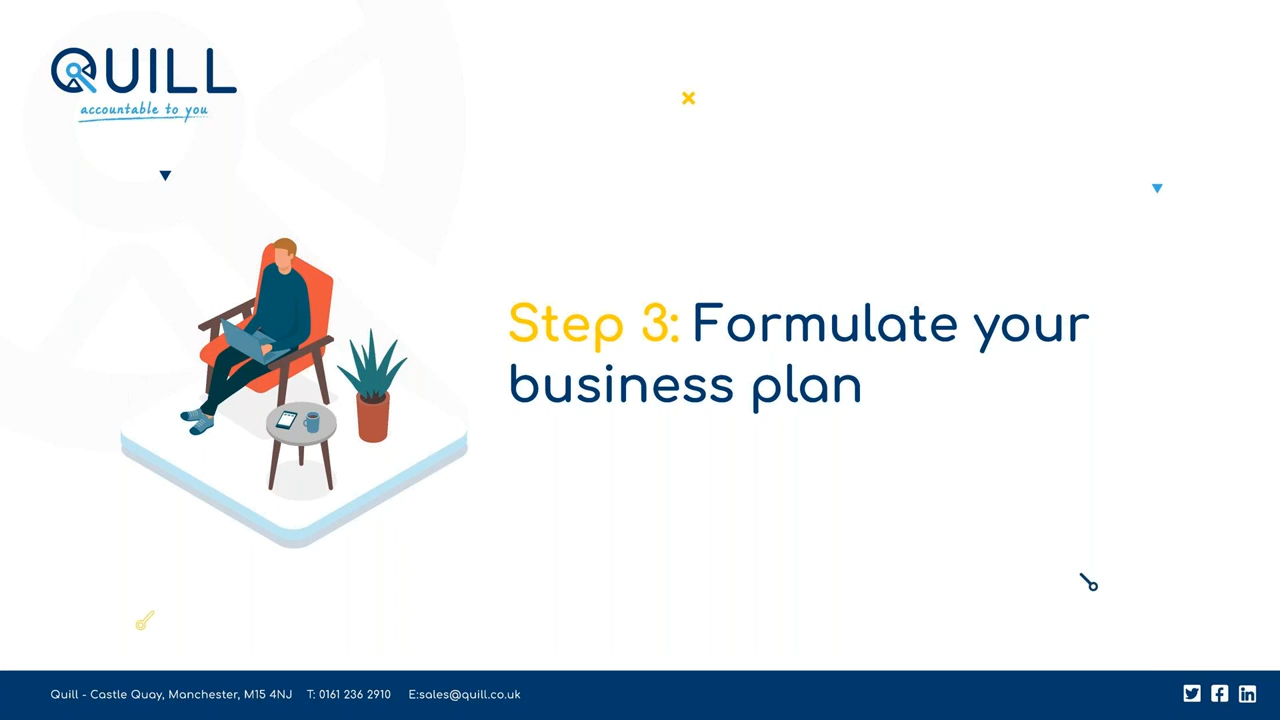 QUILL
accountable to you
Step 3: Formulate your
business plan
Quill - Castle Quay, Manchester, M15 4NJ T: 0161 236 2910 E:sales@quill.co.uk